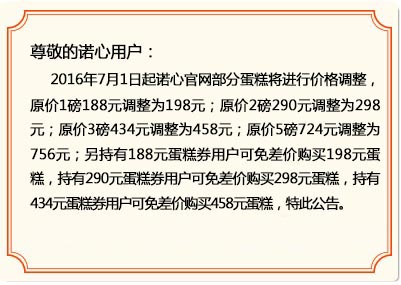 尊敬的诺心用户：
2016年7月1日起诺心官网部分蛋糕将进行价格调整，
原价1磅188元调整为198元；原价2磅290元调整为298
元；原价3磅434元调整为458元；原价5磅724元调整为
756元；另持有188元蛋糕券用户可免差价购买198元蛋
糕，持有290元蛋糕券用户可免差价购买298元蛋糕，持有
434元蛋糕券用户可免差价购买458元蛋糕，特此公告。